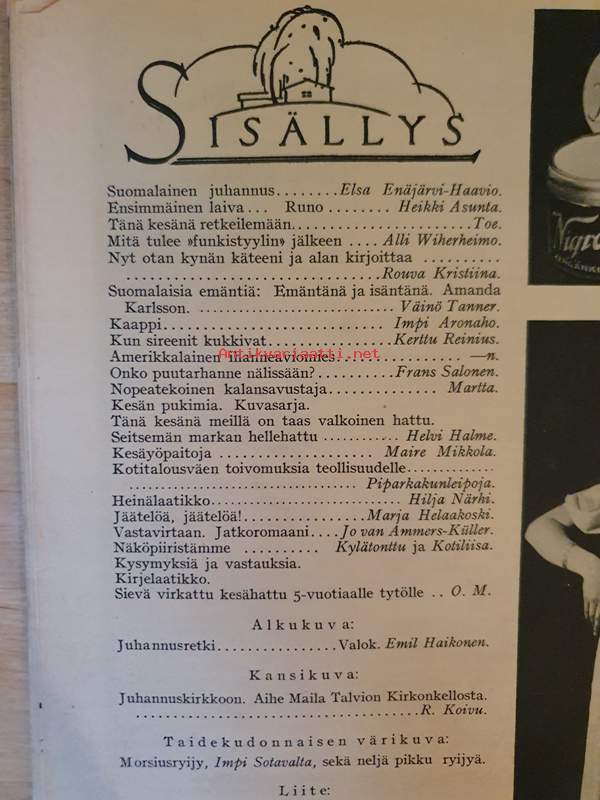 SISÄLLYS
Suomalainen juhannus........Elsa Enäjärvi-Haavio.
Ensimmäinen laiva... Runo ........ Heikki Asunta.
Tänä kesänä retkeilemään......................Toe.
Mitä tulee »funkistyylin» jälkeen .... Alli Wiherheimo.
Nyt otan kynän käteeni ja alan kirjoittaa ..........
................................Rouva Kristiina.
Suomalaisia emäntiä: Emäntänä ja isäntänä. Amanda
Karlsson. ............................Väinö Tanner.
Kaappi...........................Impi Aronaho.
Kun sireenit kukkivat..............Kerttu Reinius.
Amerikkalainen —n.
antikvariaatti.net
Onko puutarhanne nälissään?..........Frans Salonen.
Nopeatekoinen kalansavustaja...............Martta.
Kesän pukimia. Kuvasarja.
Tänä kesänä meillä on taas valkoinen hattu.
Seitsemän markan hellehattu ........... Helvi Halme.
Kesäyöpaitoja ..................Maire Mikkola.
Kotitalousväen toivomuksia teollisuudelle.............
..........................Piparkakunleipoja.
Heinälaatikko...........................Hilja Närhi.
Jäätelöä, jäätelöä!...............Marja Helaakoski.
Vastavirtaan. Jatkoromaani....Jo van Ammers-Küller.
Näköpiiristämme .......... Kylätonttu ja Kotiliisa.
Kysymyksiä ja vastauksia.
Kirjelaatikko.
Sievä virkattu kesähattu 5-vuotiaalle tytölle .. O. M.
Alkukuva:
Juhannusretki................Valok. Emil Haikonen.
Kansikuva:
Juhannuskirkkoon. Aihe Maila Talvion Kirkonkellosta.
......................................R. Koivu.
Taidekudonnaisen värikuva:
Morsiusryijy, Impi Sotavalta, sekä neljä pikku ryijyä.
Liite: